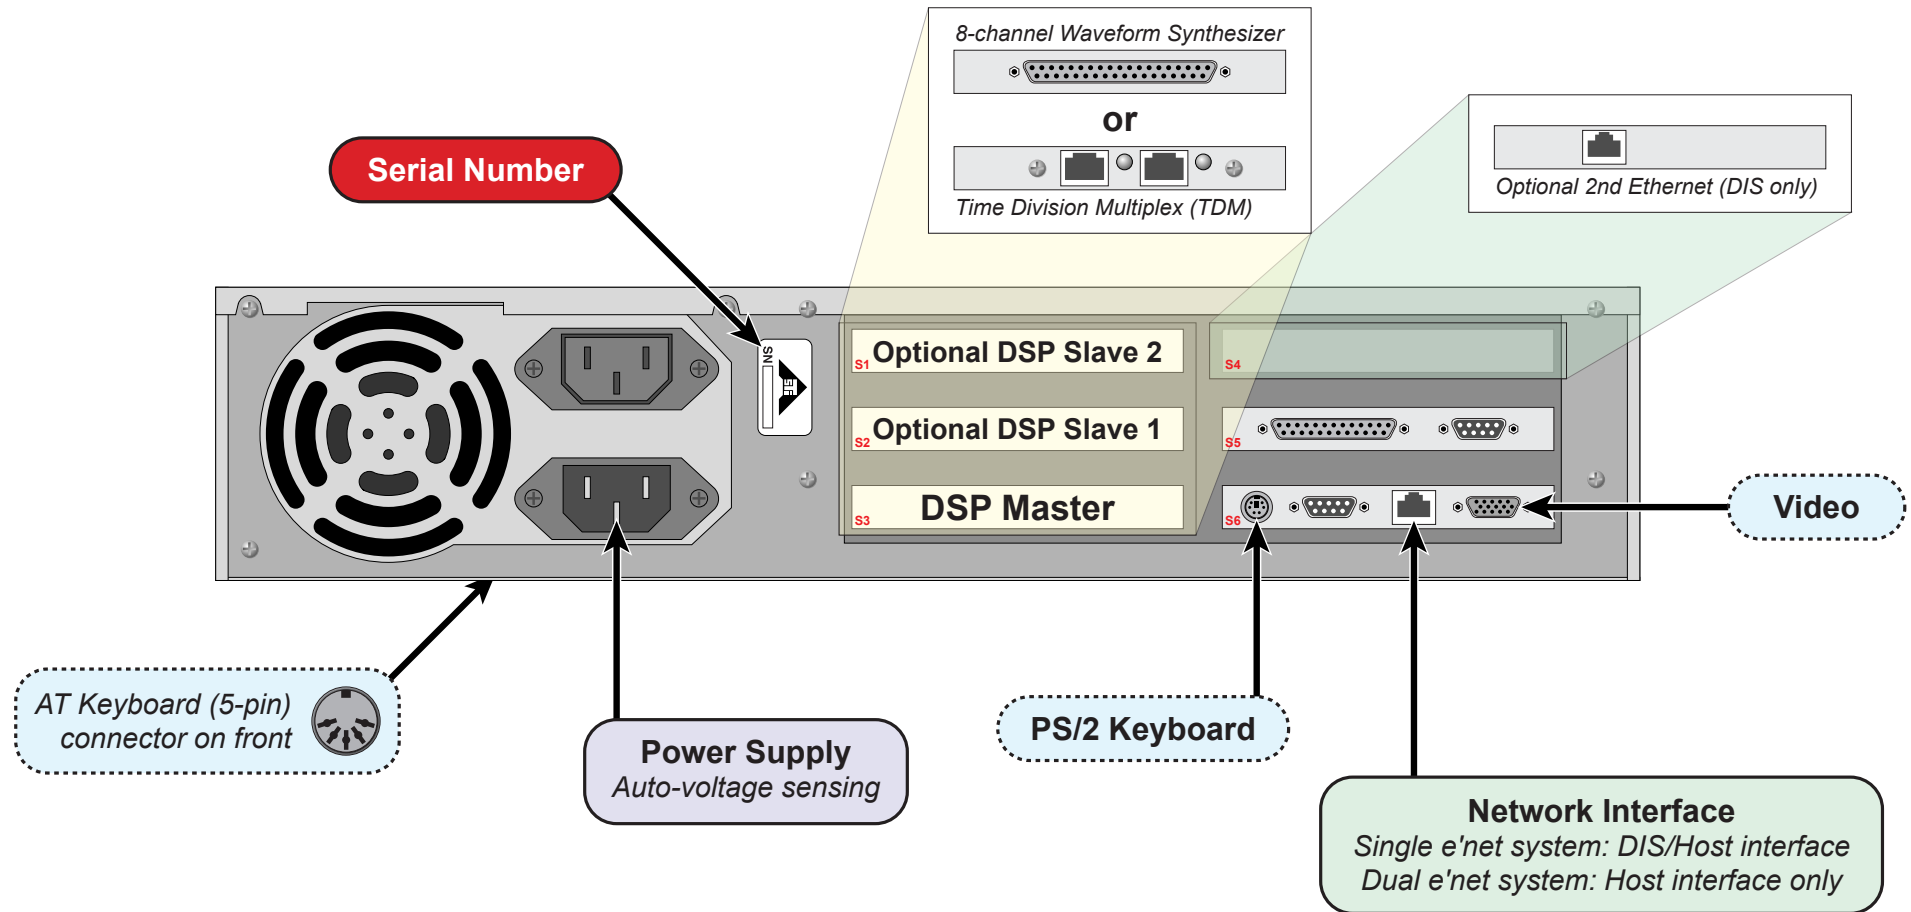 8-channel Waveform Synthesizer
or
Time Division Multiplex (TDM)
Optional 2nd Ethernet (DIS only)
Serial Number
SN
S1 Optional DSP Slave 2
S4
S2 Optional DSP Slave 1
S5
S3 DSP Master
S6
Video
AT Keyboard (5-pin)
connector on front
Power Supply
Auto-voltage sensing
PS/2 Keyboard
Network Interface
Single e'net system: DIS/Host interface
Dual e'net system: Host interface only